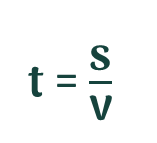 t = s/v